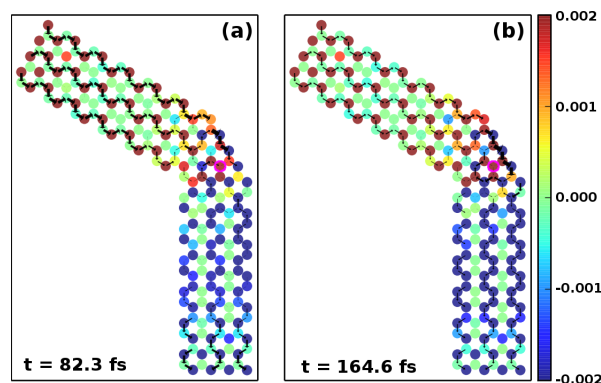 (a)
t = 82.3 fs
(b)
t = 164.6 fs
0.002
0.001
0.000
-0.001
-0.002